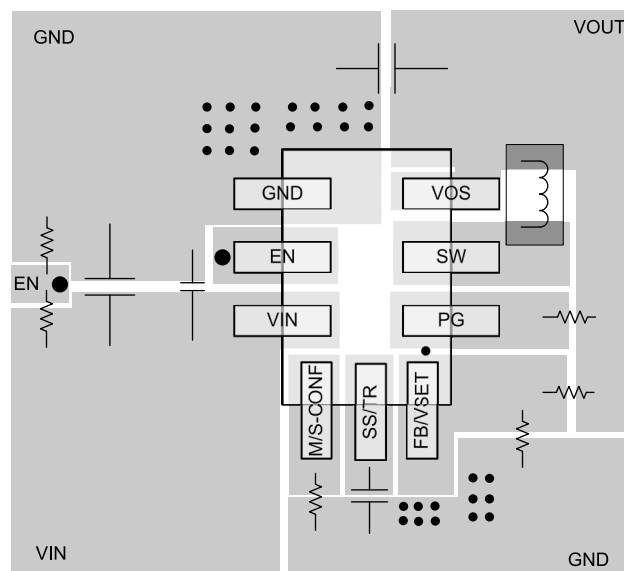 GND
VOUT
GND
VOS
EN
SW
EN
VIN
PG
M/S-CONF
SS/TR
FB/VSET
VIN
GND